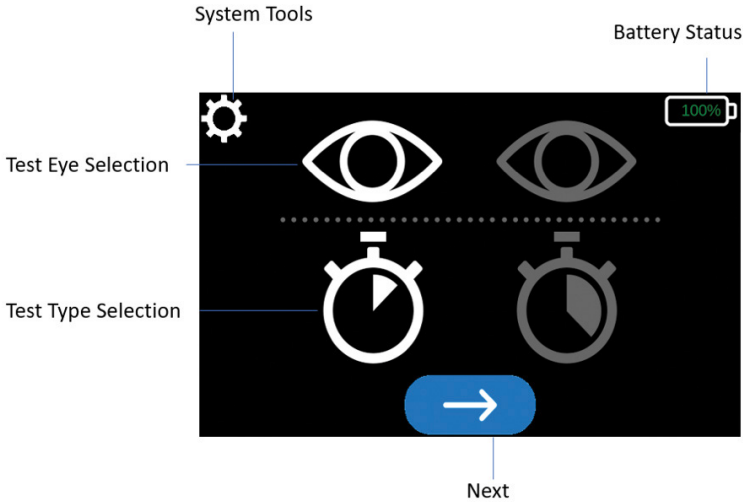 System Tools
Battery Status
100%
Test Eye Selection
Test Type Selection
Next